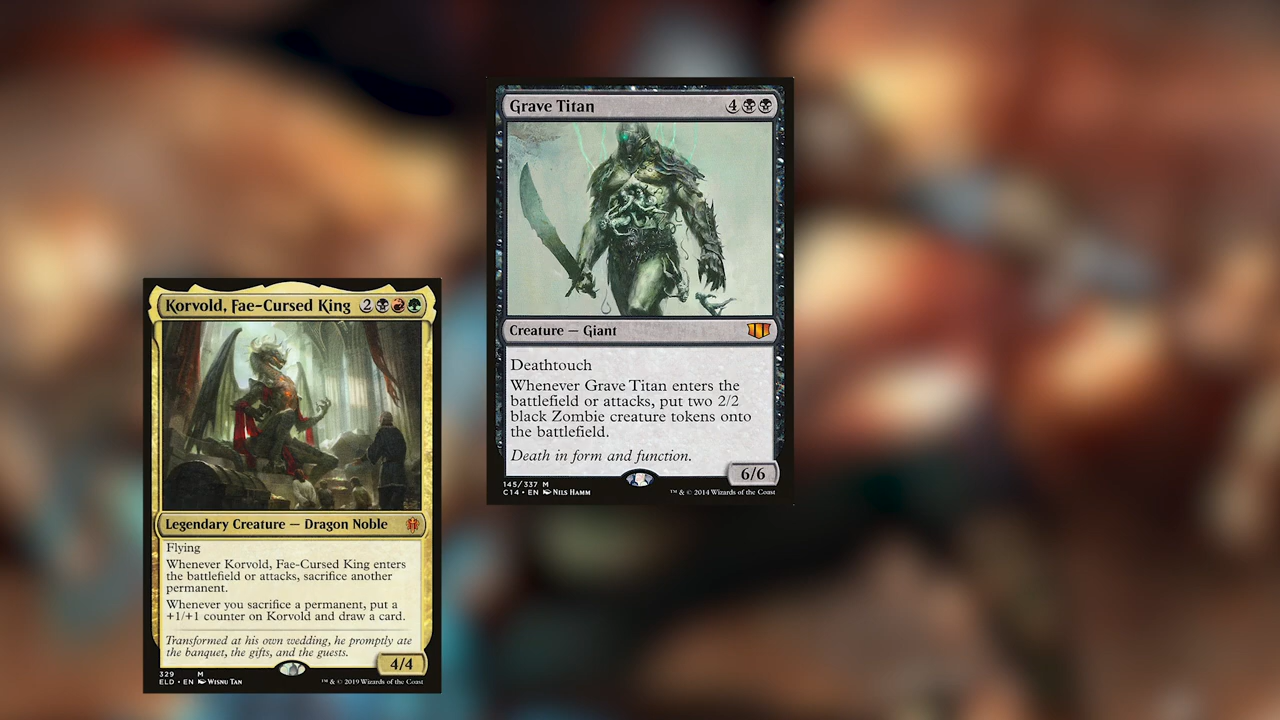 Grave Titan 4
Creature — Giant
Deathtouch
Whenever Grave Titan enters the
battlefield or attacks, put two 2/2
black Zombie creature tokens onto
the battlefield.
Death in form and function.
6/6
145/337 M
C14 • EN NILS HAMM
™ & © 2014 Wizards of the Coast
Korvold, Fae-Cursed King 2
Legendary Creature — Dragon Noble
Flying
Whenever Korvold, Fae-Cursed King enters
the battlefield or attacks, sacrifice another
permanent.
Whenever you sacrifice a permanent, put a
+1/+1 counter on Korvold and draw a card.
Transformed at his own wedding, he promptly ate
the banquet, the gifts, and the guests.
4/4
329 M
ELD • EN WISNU TAN
™ & © 2019 Wizards of the Coast